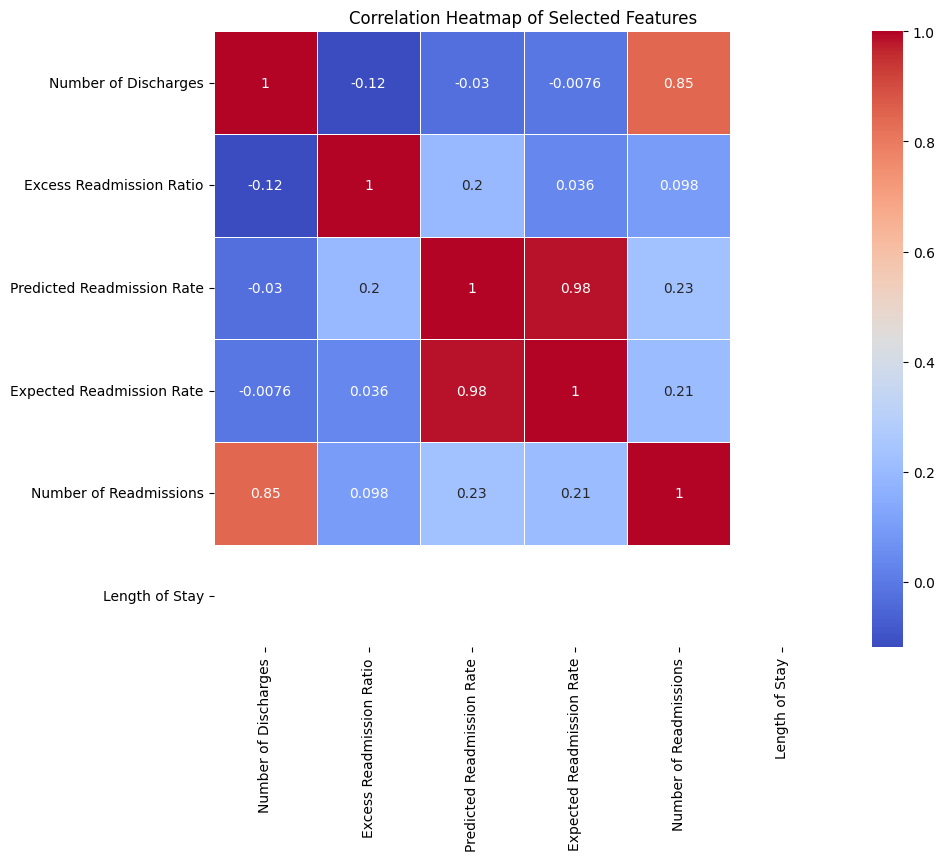 Correlation Heatmap of Selected Features
Number of Discharges 1 -0.12 -0.03 -0.0076 0.85
Excess Readmission Ratio -0.12 1 0.2 0.036 0.098
Predicted Readmission Rate -0.03 0.2 1 0.98 0.23
Expected Readmission Rate -0.0076 0.036 0.98 1 0.21
Number of Readmissions 0.85 0.098 0.23 0.21 1
Length of Stay
Number of Discharges
Excess Readmission Ratio
Predicted Readmission Rate
Expected Readmission Rate
Number of Readmissions
Length of Stay
1.0
0.8
0.6
0.4
0.2
0.0